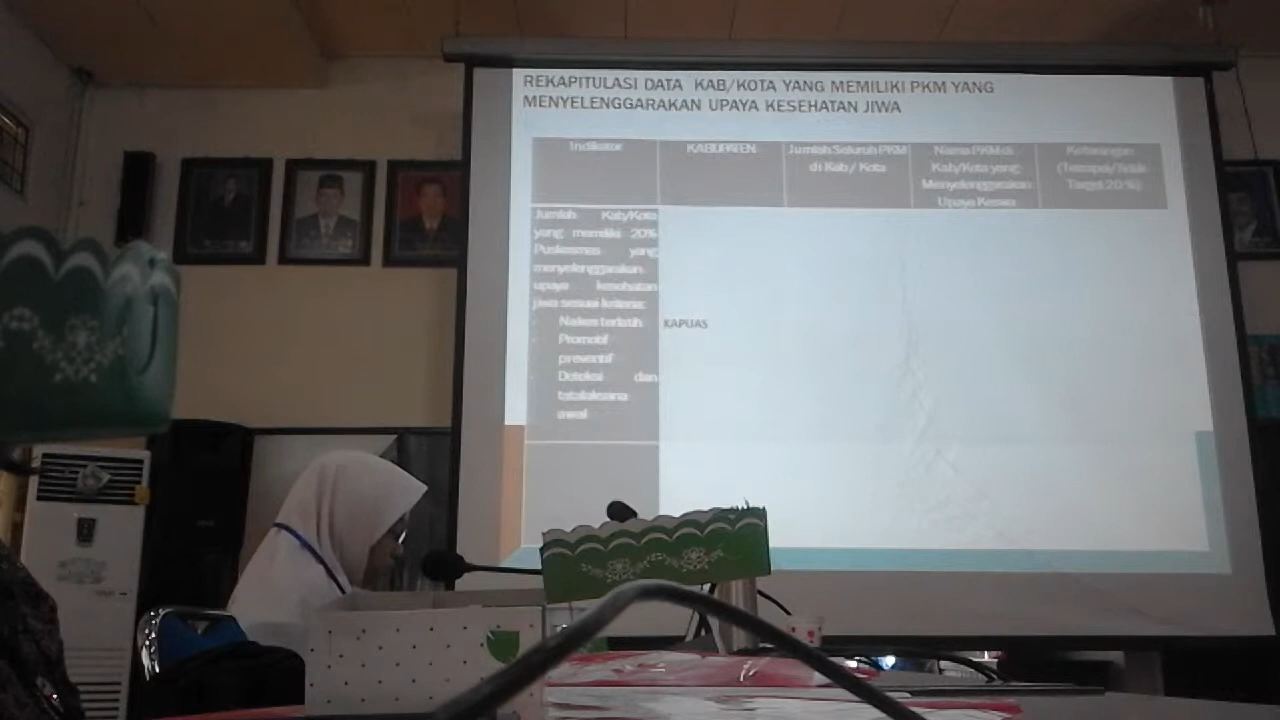 REKAPITULASI DATA KAB/KOTA YANG MEMILIKI PKM YANG
MENYELENGGARAKAN UPAYA KESEHATAN JIWA
Indikator
KABUPATEN
Jumlah Seluruh PKM
di Kab / Kota
Nama PKM di
Kab/Kota yang
Menyelenggarakan
Upaya Keswa
Keterangan
(Tercapai/Tidak
Target 20 %)
Jumlah Kab/Kota
yang memiliki 20%
Puskesmas yang
menyelenggarakan
upaya kesehatan
jiwa sesuai kriteria:
Nakes terlatih
Promotif
preventif
Deteksi dan
tatalaksana
awal
KAPUAS